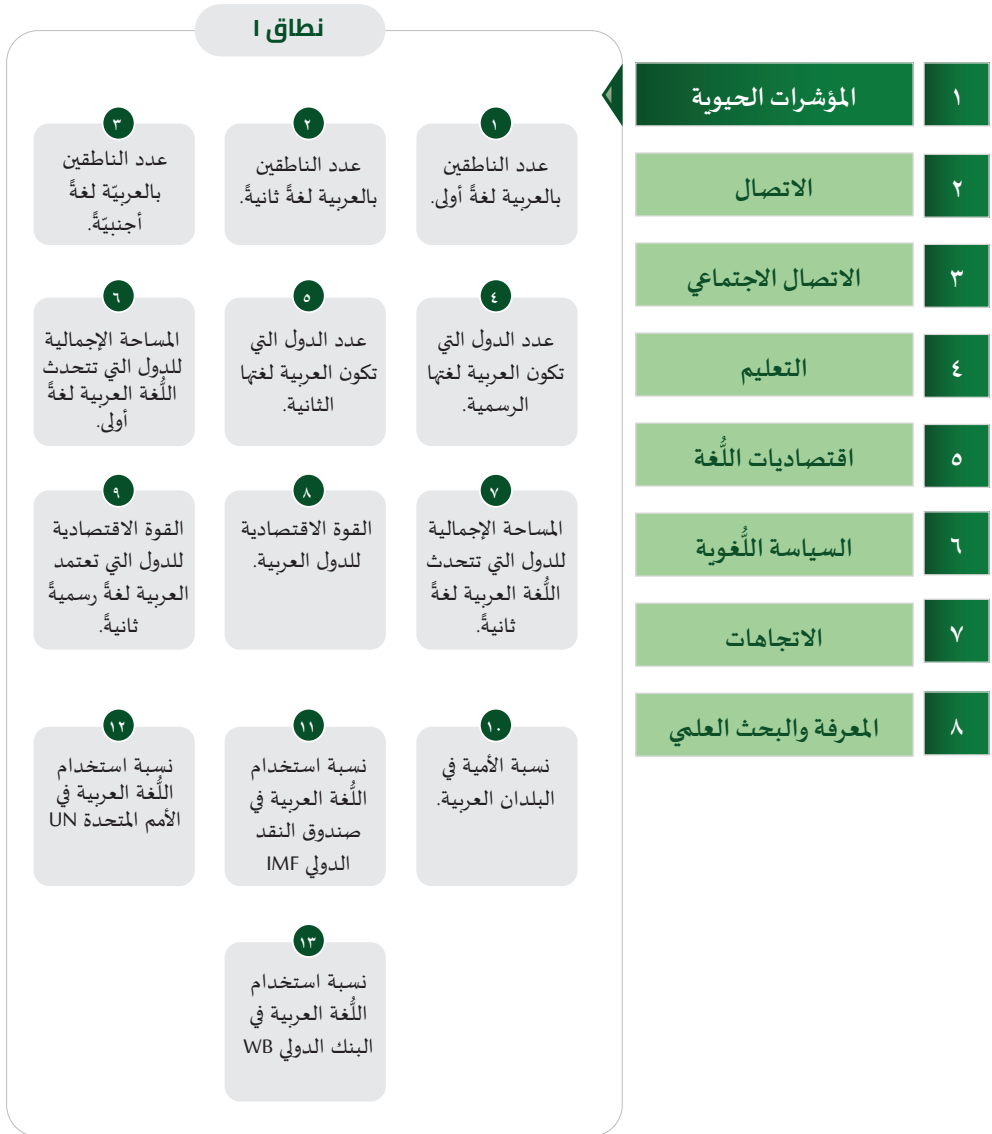 نطاق ١
١
المؤشرات الحيوية
٢
الاتصال
٣
الاتصال الاجتماعي
٤
التعليم
٥
اقتصاديات اللُّغة
٦
السياسة اللُّغوية
٧
الاتجاهات
٨
المعرفة والبحث العلمي
١
عدد الناطقين
بالعربية لغةً أولى.
٢
عدد الناطقين
بالعربية لغةً ثانيةً.
٣
عدد الناطقين
بالعربيّة لغةً
أجنبيّةً.
٤
عدد الدول التي
تكون العربية لغتها
الرسمية.
٥
عدد الدول التي
تكون العربية لغتها
الثانية.
٦
المساحة الإجمالية
للدول التي تتحدث
اللُّغة العربية لغةً
أولى.
٧
المساحة الإجمالية
للدول التي تتحدث
اللُّغة العربية لغةً
ثانيةً.
٨
القوة الاقتصادية
للدول العربية.
٩
القوة الاقتصادية
للدول التي تعتمد
العربية لغةً رسميةً
ثانيةً.
١٠
نسبة الأمية في
البلدان العربية.
١١
نسبة استخدام
اللُّغة العربية في
صندوق النقد
الدولي IMF
١٢
نسبة استخدام
اللُّغة العربية في
الأمم المتحدة UN
١٣
نسبة استخدام
اللُّغة العربية في
البنك الدولي WB